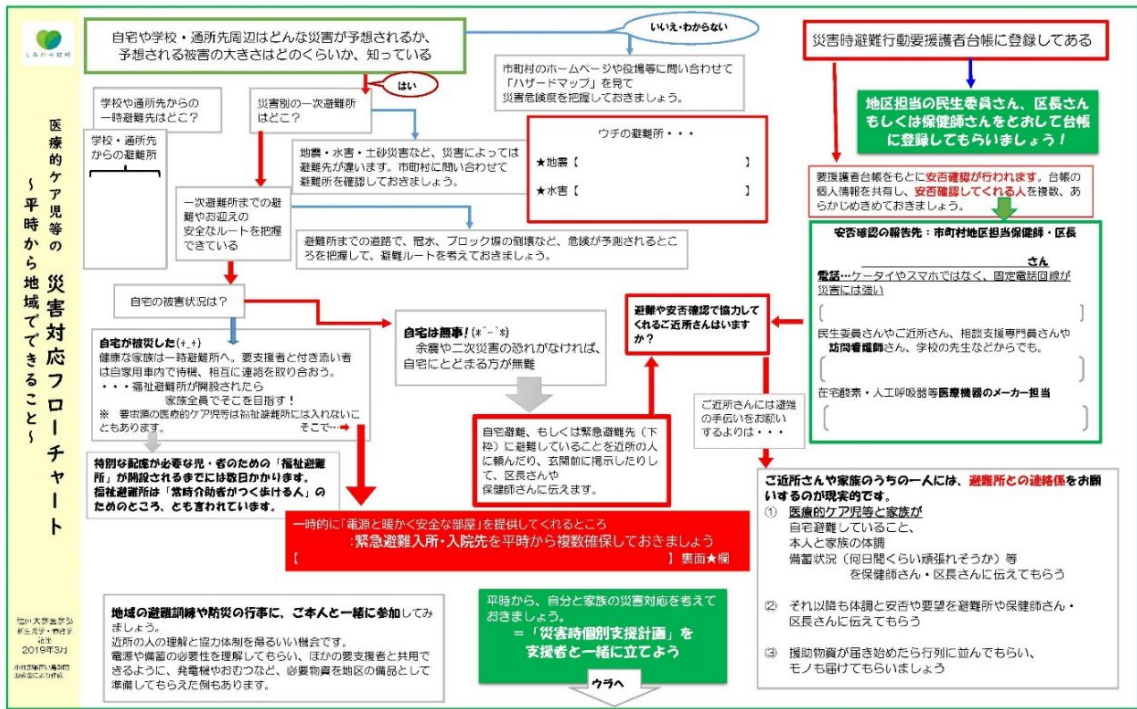 医療的ケア児等の 災害対応フローチャート
～平時から地域でできること～
2019年3月
自宅や学校・通所先周辺はどんな災害が予想されるか、
予想される被害の大きさはどのくらいか、知っている
いいえ・わからない
はい
市町村のホームページや役場等に問い合わせて
「ハザードマップ」を見て
災害危険度を把握しておきましょう。
学校や通所先からの
一時避難先はどこ？
学校・通所先
からの避難所
災害別の一次避難所
はどこ？
地震・水害・土砂災害など、災害によっては
避難先が違います。市町村に問い合わせて
避難所を確認しておきましょう。
ウチの避難所・・・
★地震【 】
★水害【 】
一次避難所までの避
難やお迎えの
安全なルートを把握
できている
避難所までの道路で、冠水、ブロック塀の倒壊など、危険が予測されるとこ
ろを把握して、避難ルートを考えておきましょう。
自宅の被害状況は？
自宅が被災した(+_+)
健康な家族は一時避難所へ。要支援者と付き添い者
は自家用車内で待機、相互に連絡を取り合おう。
・・・福祉避難所が開設されたら
家族全員でそこを目指す！
※ 要電源の医療的ケア児等は福祉避難所には入れないこ
ともあります。 そこで…➡
特別な配慮が必要な児・者のための「福祉避難
所」が開設されるまでには数日かかります。
福祉避難所は「常時介助者がつく歩ける人」の
ためのところ、とも言われています。
自宅は無事！(*^-^*)
余震や二次災害の恐れがなければ、
自宅にとどまる方が無難
自宅避難、もしくは緊急避難先（下
枠）に避難していることを近所の人
に頼んだり、玄関前に掲示したりし
て、区長さんや
保健師さんに伝えます。
避難や安否確認で協力して
くれるご近所さんはいます
か？
ご近所さんには避難
の手伝いをお願い
するよりは・・・
一時的に「電源と暖かく安全な部屋」を提供してくれるところ
:緊急避難入所・入院先を平時から複数確保しておきましょう
【 】裏面★欄
地域の避難訓練や防災の行事に、ご本人と一緒に参加してみ
ましょう。
近所の人の理解と協力体制を得るいい機会です。
電源や備蓄の必要性を理解してもらい、ほかの要支援者と共用で
きるように、発電機やおむつなど、必要物資を地区の備品として
準備してもらえた例もあります。
平時から、自分と家族の災害対応を考えて
おきましょう。
＝「災害時個別支援計画」を
支援者と一緒に立てよう
ウラへ
災害時避難行動要援護者台帳に登録してある
地区担当の民生委員さん、区長さん
もしくは保健師さんをとおして台帳
に登録してもらいましょう！
要援護者台帳をもとに安否確認が行われます。台帳の
個人情報を共有し、安否確認してくれる人を複数、あ
らかじめきめておきましょう。
安否確認の報告先：市町村地区担当保健師・区長
さん
電話…ケータイやスマホではなく、固定電話回線が
災害には強い
〔 〕
民生委員さんやご近所さん、相談支援専門員さんや
訪問看護師さん、学校の先生などからでも。
〔 〕
在宅酸素・人工呼吸器等医療機器のメーカー担当
〔 〕
ご近所さんや家族のうちの一人には、避難所との連絡係をお願
いするのが現実的です。
① 医療的ケア児等と家族が
自宅避難していること、
本人と家族の体調
備蓄状況（何日間くらい頑張れそうか）等
を保健師さん・区長さんに伝えてもらう
② それ以降も体調と安否や要望を避難所や保健師さん・
区長さんに伝えてもらう
③ 援助物資が届き始めたら行列に並んでもらい、
モノも届けてもらいましょう